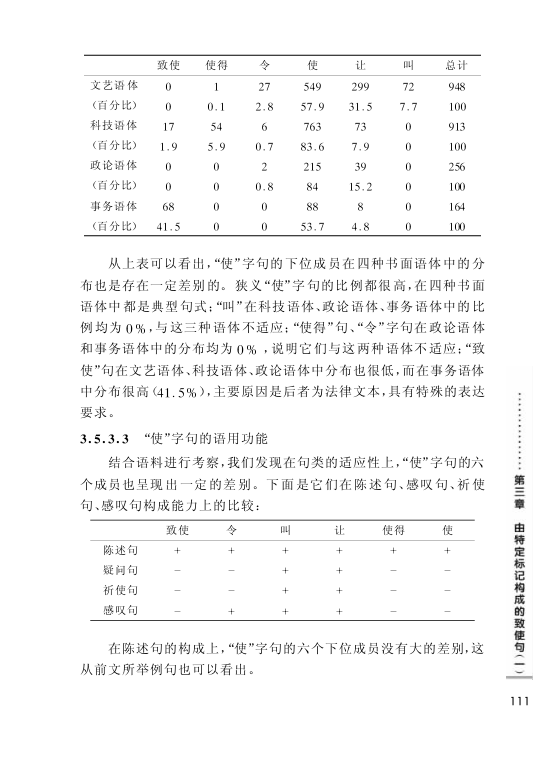 致使 使得 令 使 让 叫 总计
文艺语体 0 1 27 549 299 72 948
(百分比) 0 0.1 2.8 57.9 31.5 7.7 100
科技语体 17 54 6 763 73 0 913
(百分比) 1.9 5.9 0.7 83.6 7.9 0 100
政论语体 0 0 2 215 39 0 256
(百分比) 0 0 0.8 84 15.2 0 100
事务语体 68 0 0 88 8 0 164
(百分比) 41.5 0 0 53.7 4.8 0 100
从上表可以看出,“使”字句的下位成员在四种书面语体中的分
布也是存在一定差别的。狭义“使”字句的比例都很高,在四种书面
语体中都是典型句式;“叫”在科技语体、政论语体、事务语体中的比
例均为0%,与这三种语体不适应;“使得”句、“令”字句在政论语体
和事务语体中的分布均为0%,说明它们与这两种语体不适应;“致
使”句在文艺语体、科技语体、政论语体中分布也很低,而在事务语体
中分布很高(41.5%),主要原因是后者为法律文本,具有特殊的表达
要求。
3.5.3.3 “使”字句的语用功能
结合语料进行考察,我们发现在句类的适应性上,“使”字句的六
个成员也呈现出一定的差别。下面是它们在陈述句、感叹句、祈使
句、感叹句构成能力上的比较:
致使 令 叫 让 使得 使
陈述句 + + + + + +
疑问句 − − + + − −
祈使句 − − + + − −
感叹句 − + + + − −
在陈述句的构成上,“使”字句的六个下位成员没有大的差别,这
从前文所举例句也可以看出。
第三章 由特定标记构成的致使句(一)
111